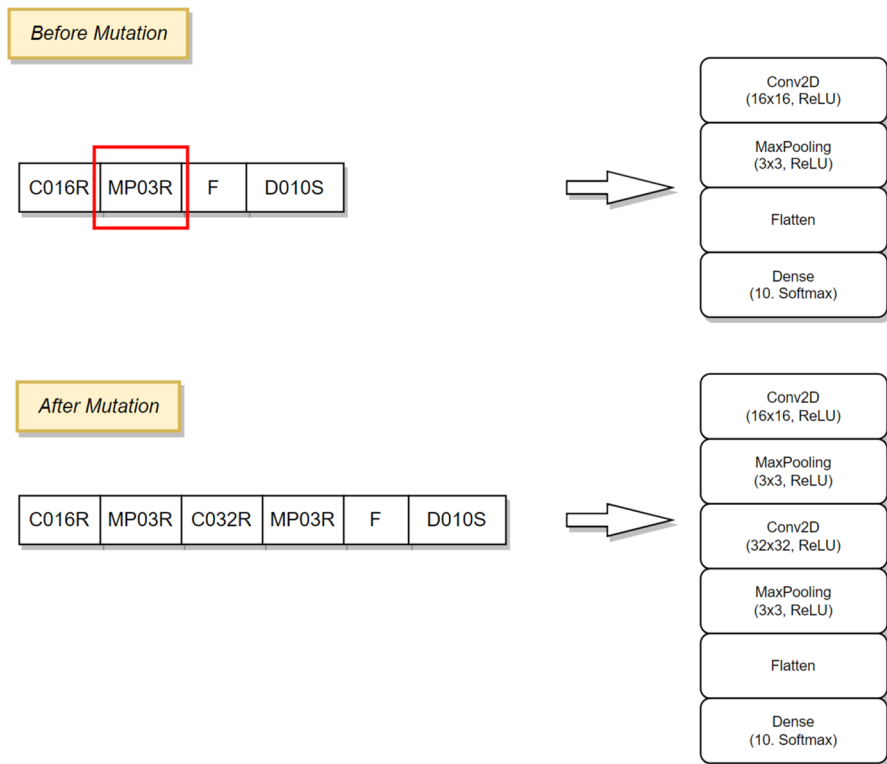 Before Mutation
C016R MP03R F D010S
Conv2D
(16x16, ReLU)
MaxPooling
(3x3, ReLU)
Flatten
Dense
(10. Softmax)
After Mutation
C016R MP03R C032R MP03R F D010S
Conv2D
(16x16, ReLU)
MaxPooling
(3x3, ReLU)
Conv2D
(32x32, ReLU)
MaxPooling
(3x3, ReLU)
Flatten
Dense
(10. Softmax)